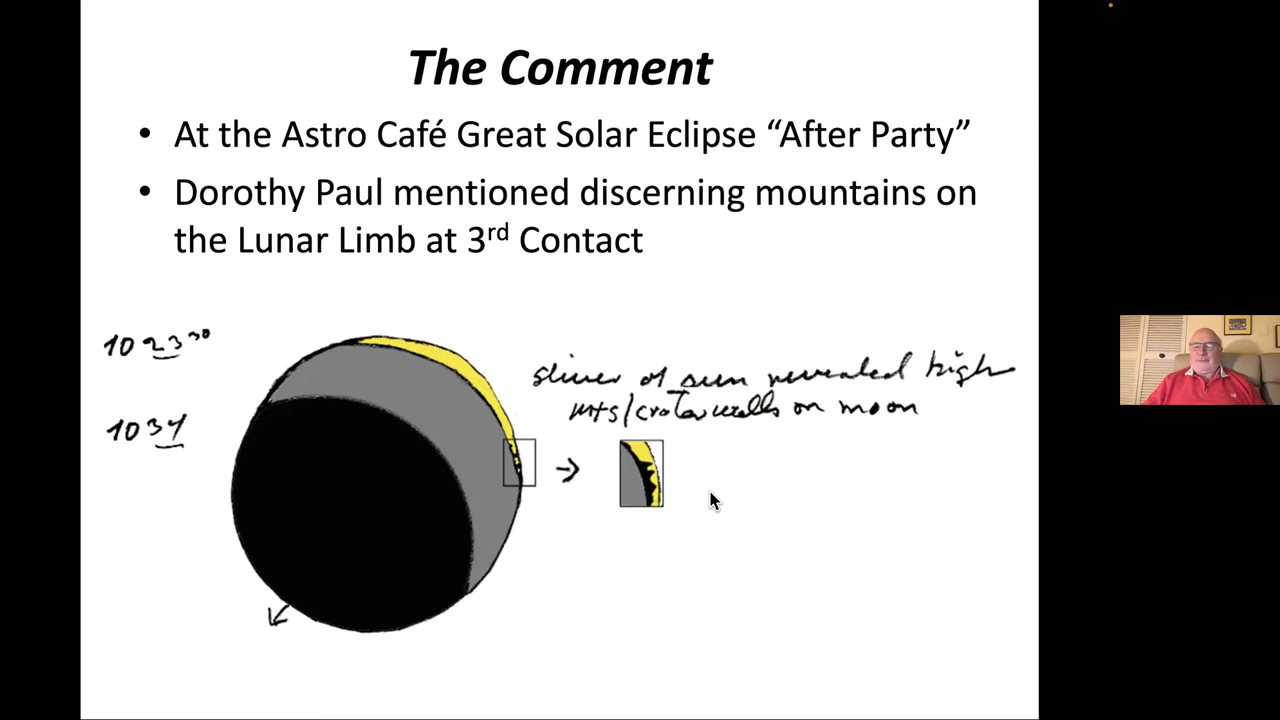 The Comment
• At the Astro Café Great Solar Eclipse “After Party”
• Dorothy Paul mentioned discerning mountains on
the Lunar Limb at 3rd Contact
10 23 30
10 34
sliver of sun revealed high
mts/crater walls on moon